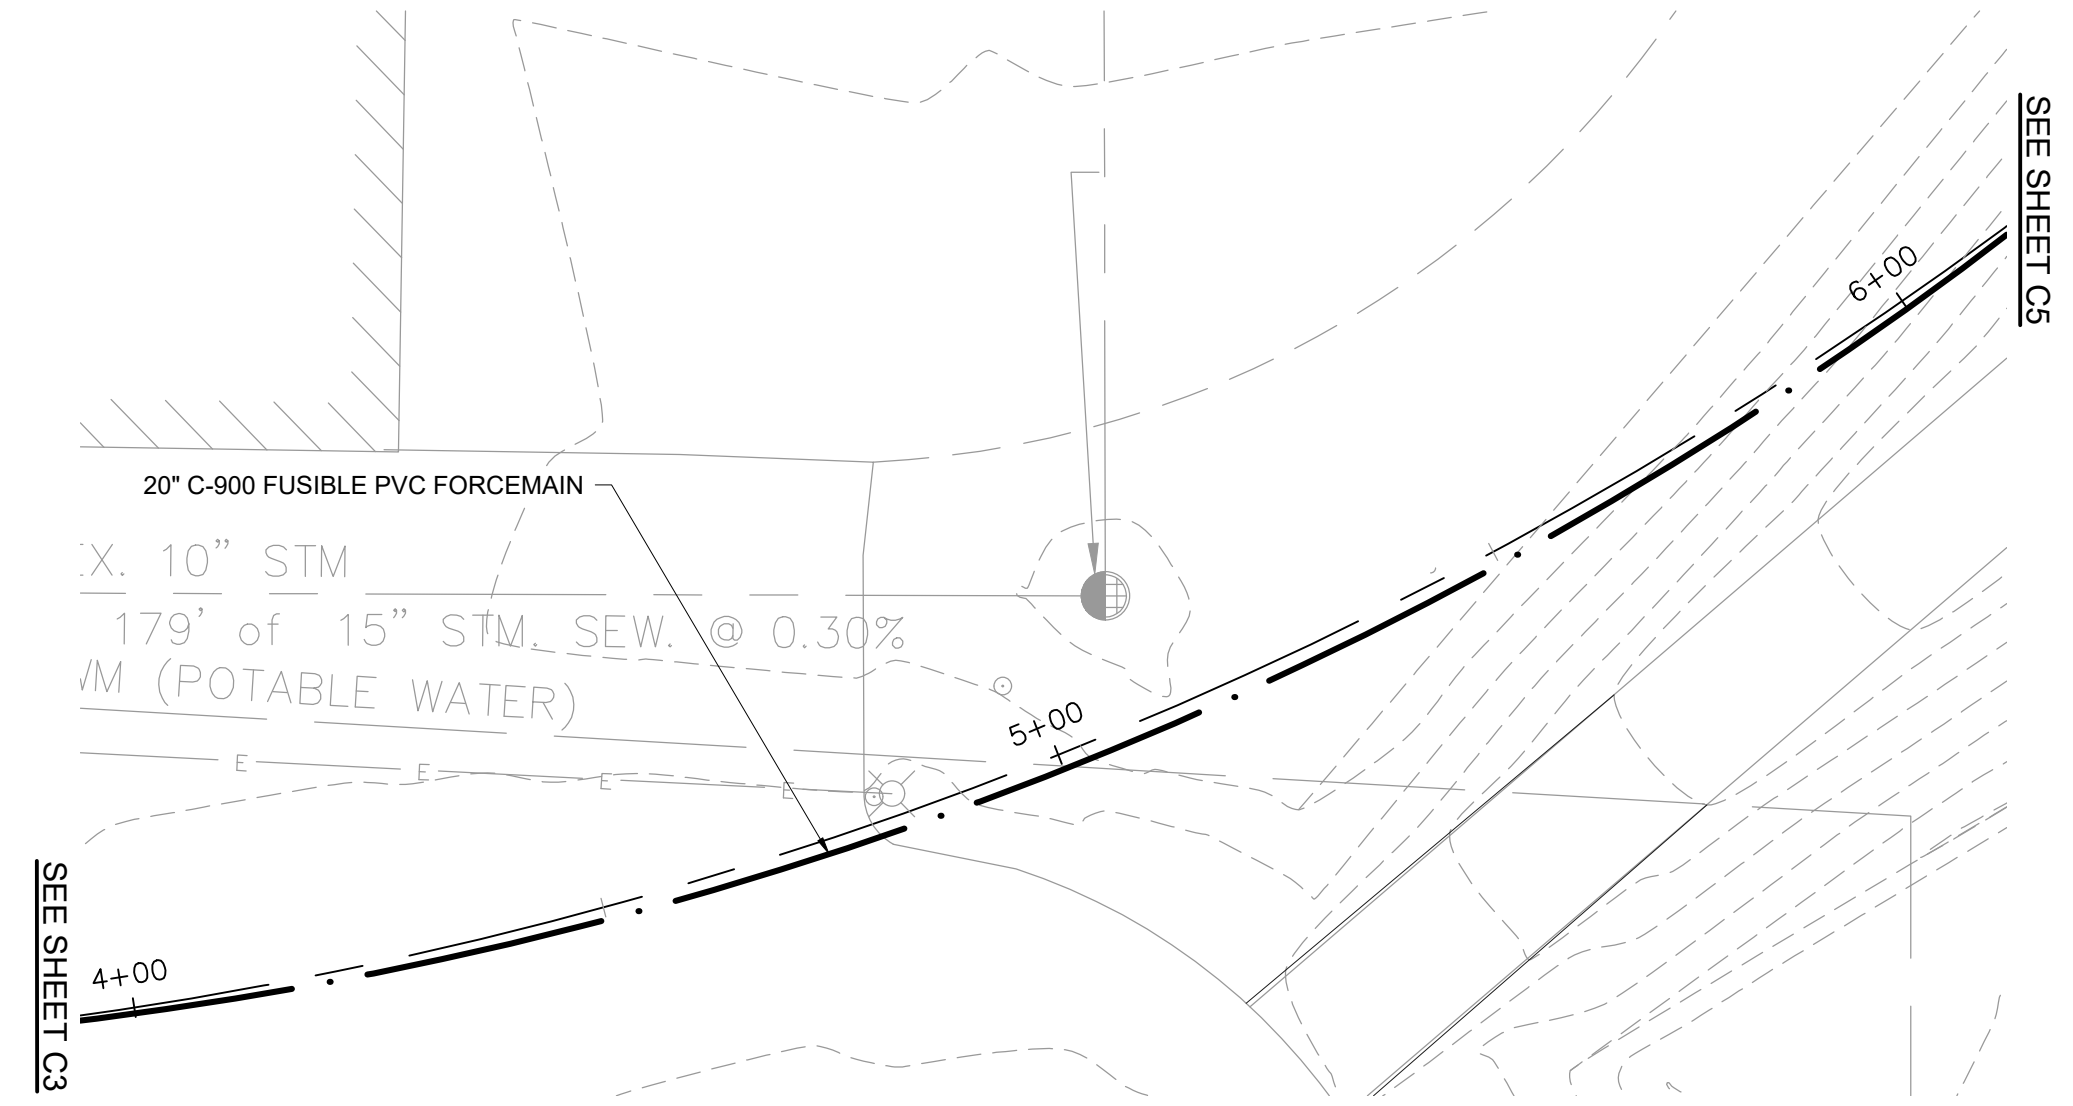 SEE SHEET C5
6+00
20" C-900 FUSIBLE PVC FORCEMAIN
EX. 10” STM
179’ of 15” STM. SEW. @ 0.30%
WM (POTABLE WATER)
5+00
E E E E
4+00
SEE SHEET C3